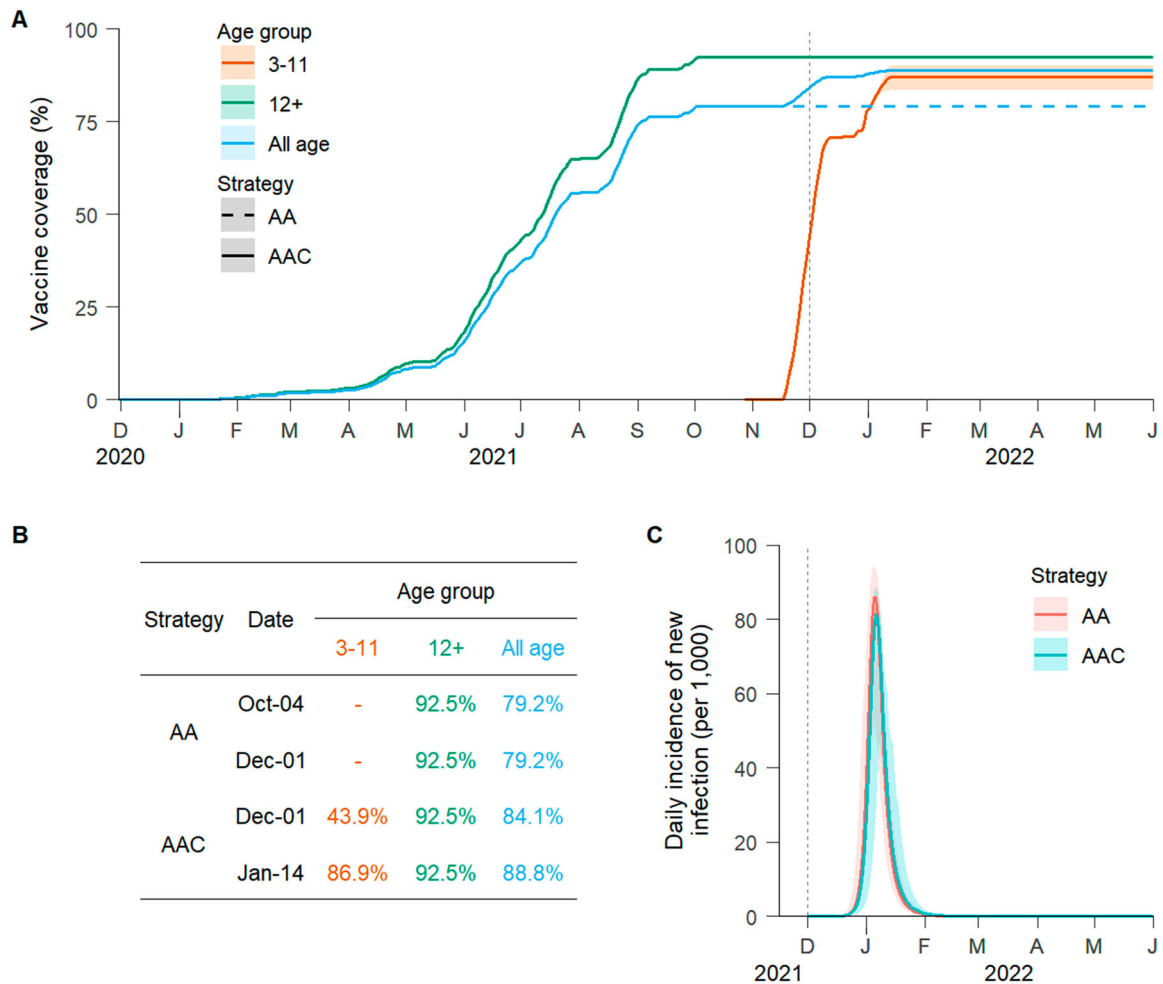 A
Vaccine coverage (%)
100
75
50
25
0
Age group
3-11
12+
All age
Strategy
AA
AAC
D J F M A M J J A S O N D J F M A M J
2020 2021 2022
B
Strategy Date Age group
3-11 12+ All age
AA
Oct-04 - 92.5% 79.2%
Dec-01 - 92.5% 79.2%
AAC
Dec-01 43.9% 92.5% 84.1%
Jan-14 86.9% 92.5% 88.8%
C
Daily incidence of new
infection (per 1,000)
100
80
60
40
20
0
Strategy
AA
AAC
D J F M A M J
2021 2022